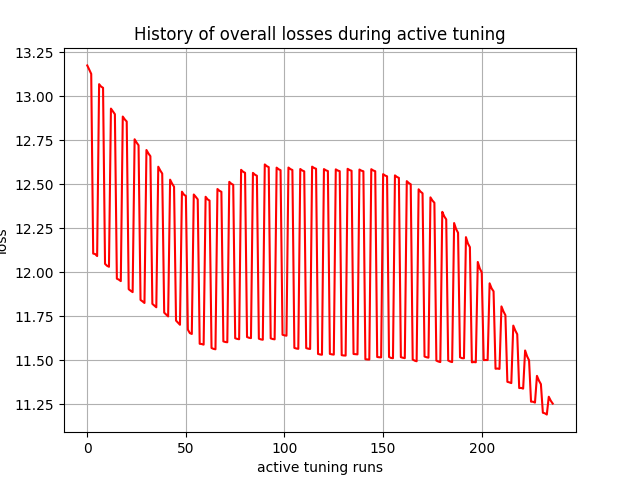 History of overall losses during active tuning
13.25
13.00
12.75
12.50
12.25
12.00
11.75
11.50
11.25
loss
0 50 100 150 200
active tuning runs